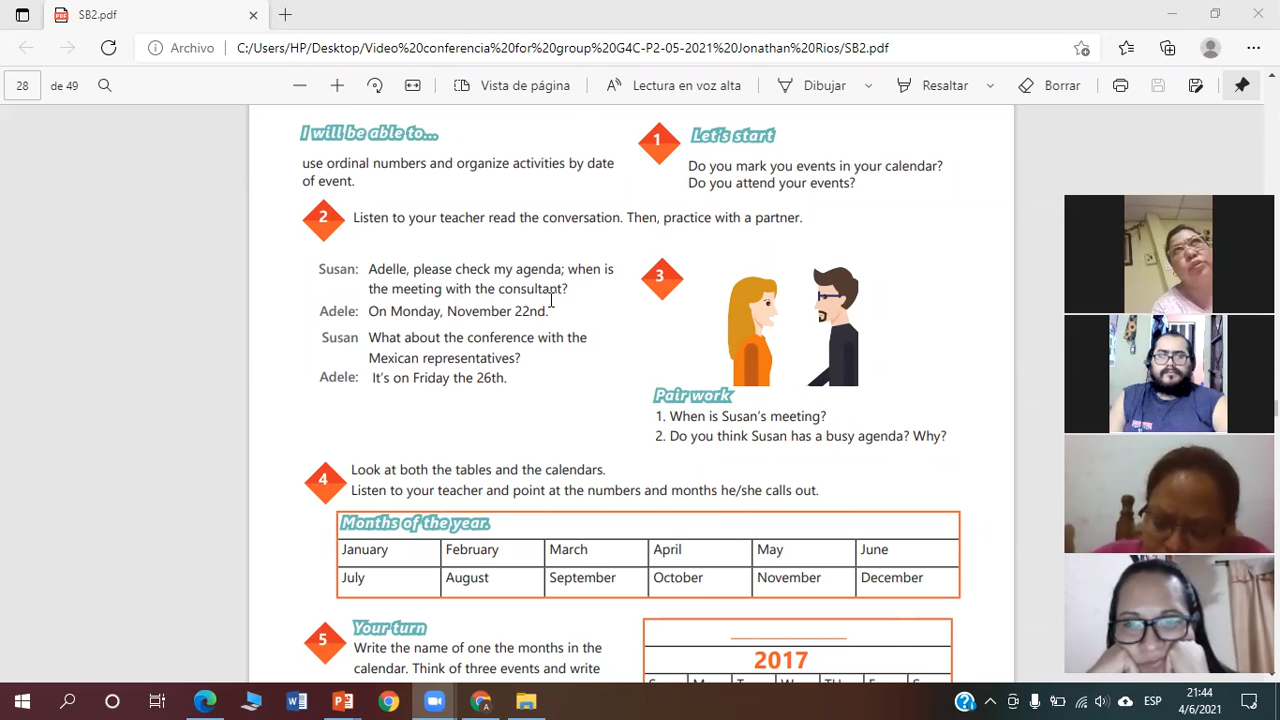 SB2.pdf
Archivo
C:/Users/HP/Desktop/Video%20conferencia%20for%20group%20G4C-P2-05-2021%20Jonathan%20Rios/SB2.pdf
28
de 49
Vista de página
Lectura en voz alta
Dibujar
Resaltar
Borrar
I will be able to...
use ordinal numbers and organize activities by date
of event.
1
Let's start
Do you mark you events in your calendar?
Do you attend your events?
2
Listen to your teacher read the conversation. Then, practice with a partner.
Susan: Adelle, please check my agenda; when is
the meeting with the consultant?
Adele: On Monday, November 22nd.
Susan What about the conference with the
Mexican representatives?
Adele: It's on Friday the 26th.
3
Pair work
1. When is Susan's meeting?
2. Do you think Susan has a busy agenda? Why?
4
Look at both the tables and the calendars.
Listen to your teacher and point at the numbers and months he/she calls out.
Months of the year.
January February March April May June
July August September October November December
5
Your turn
Write the name of one the months in the
calendar. Think of three events and write
2017
ESP
21:44
4/6/2021